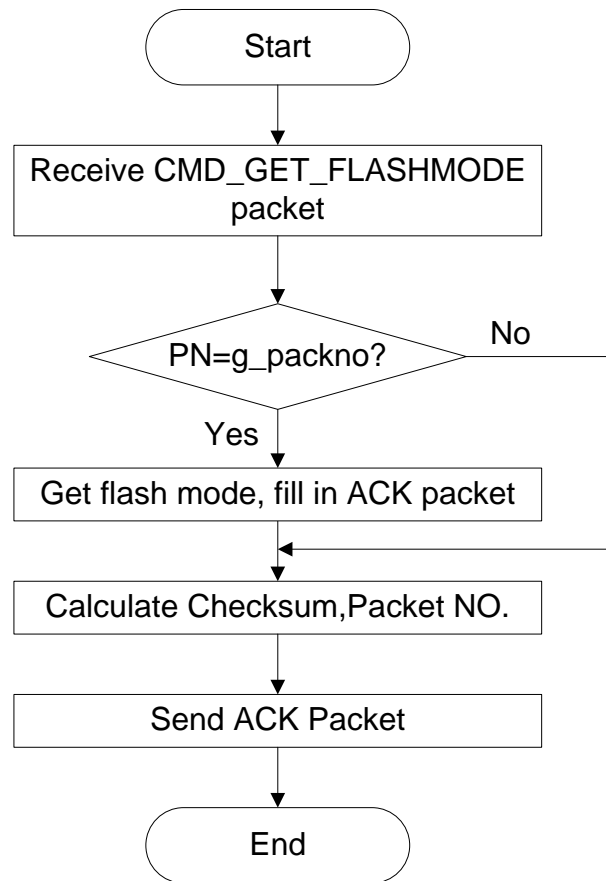 Start
Receive CMD_GET_FLASHMODE
packet
PN=g_packno?
No
Yes
Get flash mode, fill in ACK packet
Calculate Checksum,Packet NO.
Send ACK Packet
End